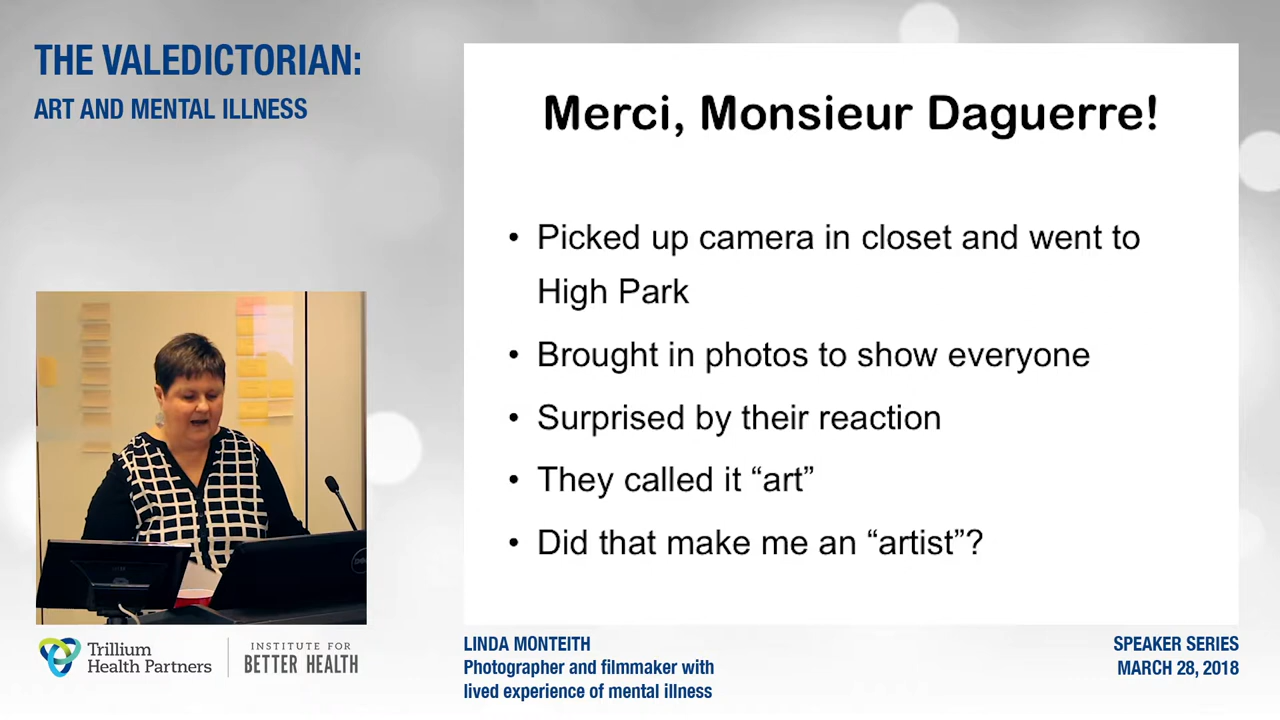 THE VALEDICTORIAN:
ART AND MENTAL ILLNESS
Merci, Monsieur Daguerre!
• Picked up camera in closet and went to
High Park
• Brought in photos to show everyone
• Surprised by their reaction
• They called it “art”
• Did that make me an “artist”?
Trillium
Health Partners
INSTITUTE FOR
BETTER HEALTH
LINDA MONTEITH
Photographer and filmmaker with
lived experience of mental illness
SPEAKER SERIES
MARCH 28, 2018